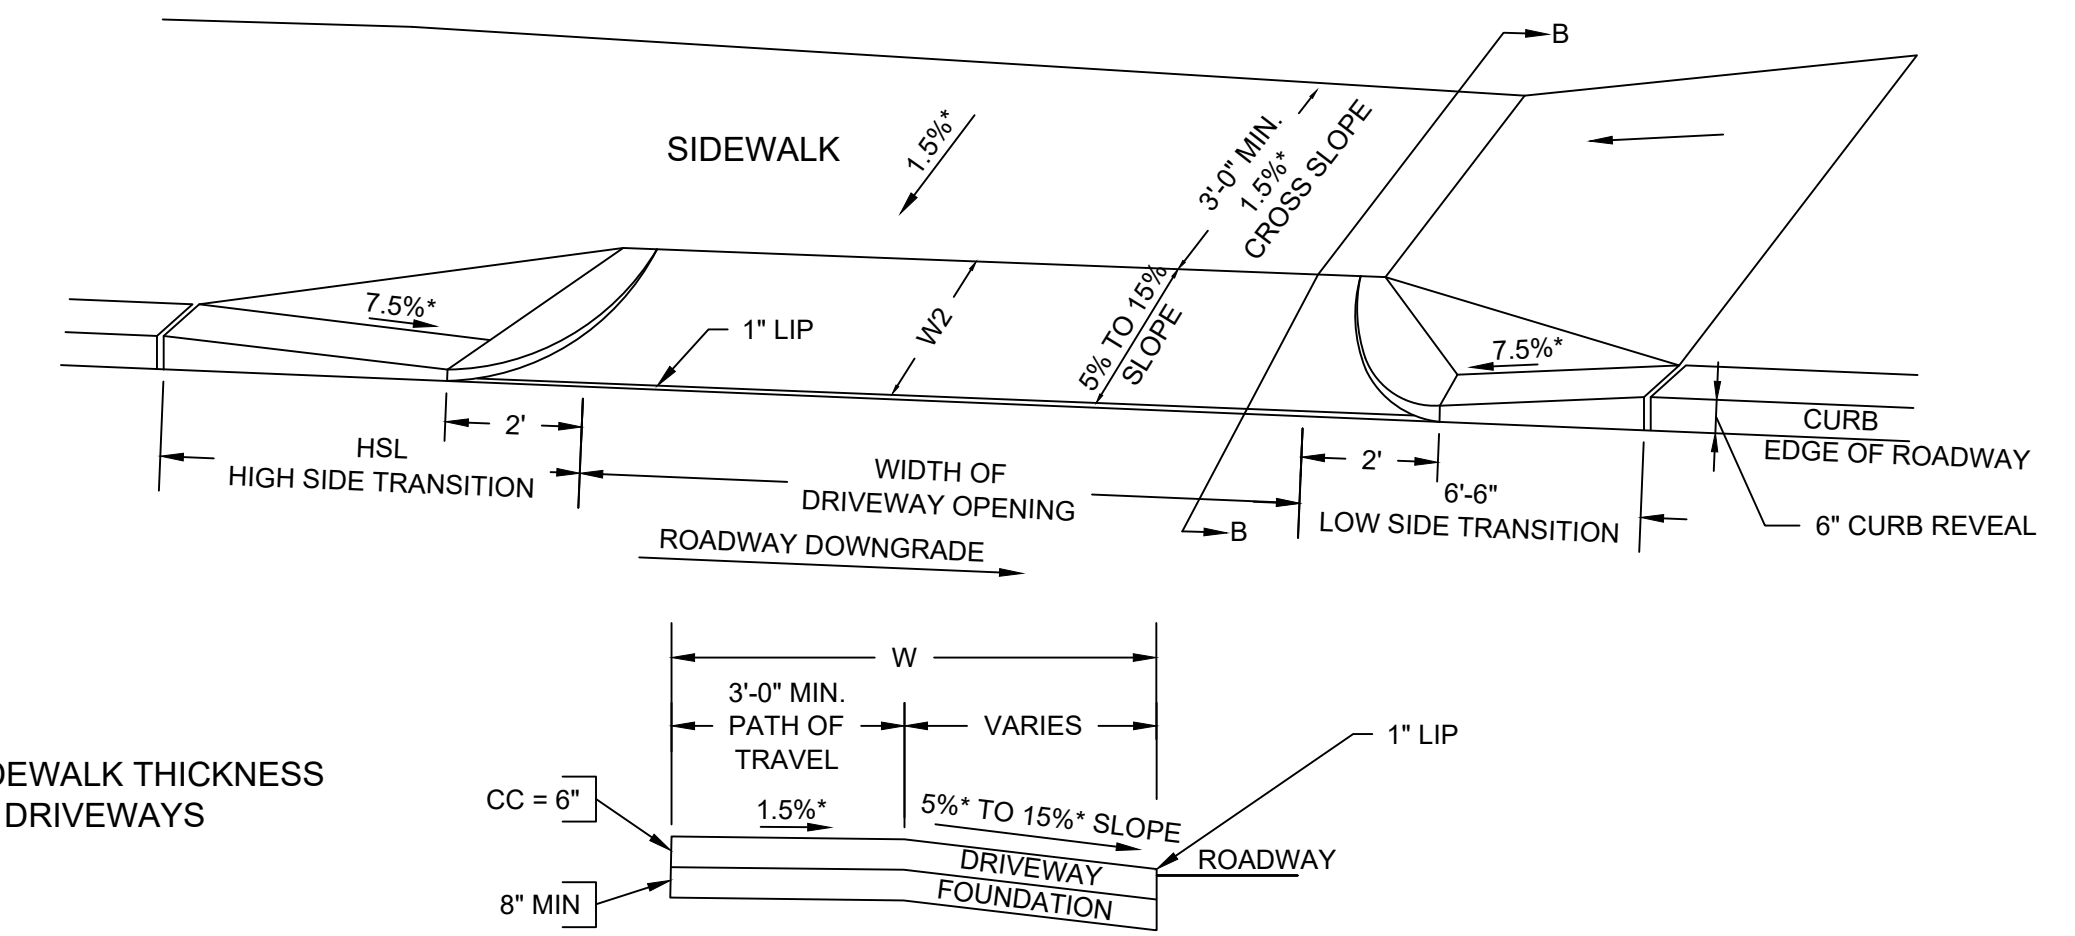 B
SIDEWALK
1.5%*
3'-0" MIN.
1.5%*
CROSS SLOPE
7.5%*
1" LIP
W2
5% TO 15%
SLOPE
7.5%*
CURB
EDGE OF ROADWAY
6" CURB REVEAL
2'
HSL
HIGH SIDE TRANSITION
WIDTH OF
DRIVEWAY OPENING
2'
6'-6"
LOW SIDE TRANSITION
B
ROADWAY DOWNGRADE
W
3'-0" MIN.
PATH OF
TRAVEL
VARIES
1" LIP
DEWALK THICKNESS
DRIVEWAYS
CC = 6"
1.5%*
5%* TO 15%* SLOPE
ROADWAY
DRIVEWAY
8" MIN
FOUNDATION